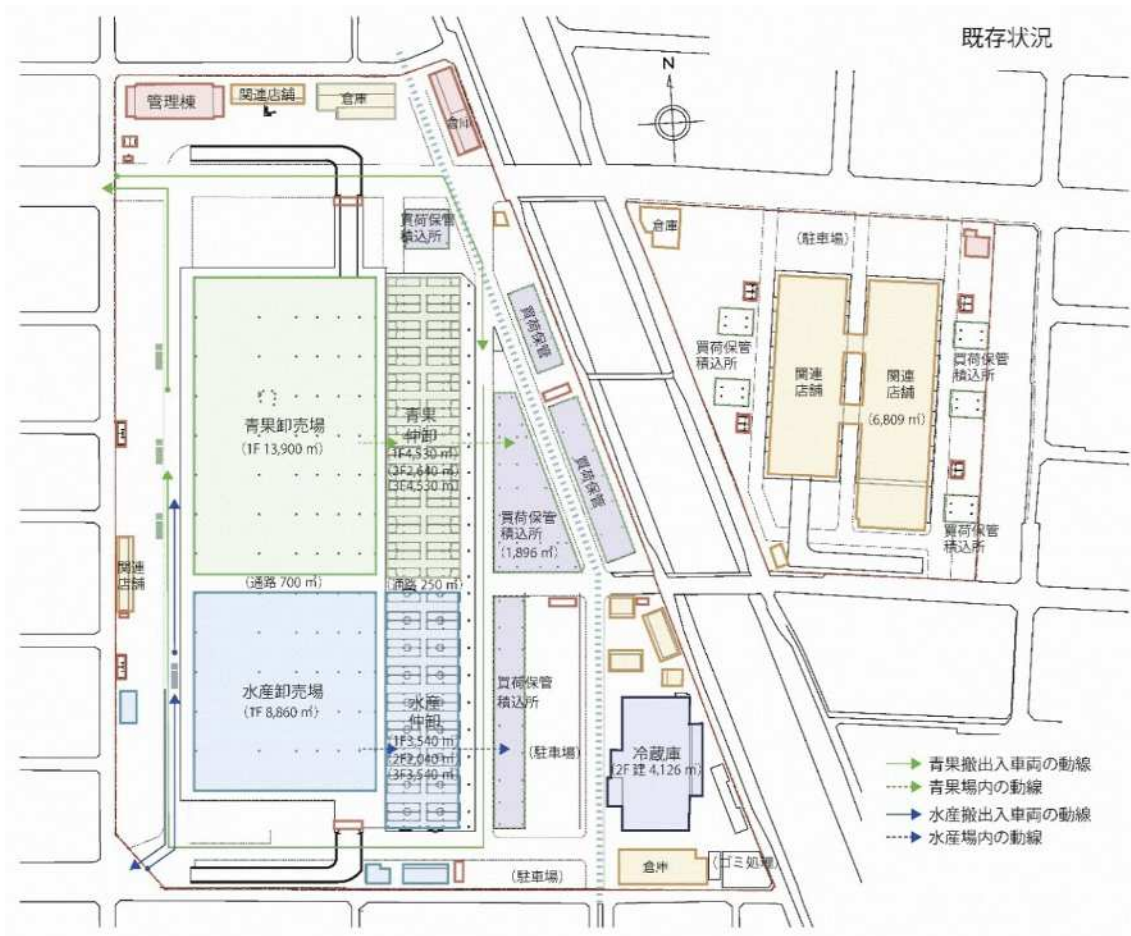 既存状況
N
管理棟
関連店舗
倉庫
倉庫
買荷保管
積込所
倉庫
(駐車場)
買荷保管
買荷保管
積込所
買荷保管
積込所
関連
店舗
関連
店舗
(6,809 ㎡)
青果卸売場
(1F 13,900 ㎡)
青果
仲卸
1F4,530 ㎡
(2F2,640 ㎡)
(3F4,530 ㎡)
買荷保管
買荷保管
積込所
(1,896 ㎡)
買荷保管
積込所
関連
店舗
(通路 700 ㎡)
(通路 250 ㎡)
水産卸売場
(1F 8,860 ㎡)
水産
仲卸
1F3,540 ㎡
(2F2,040 ㎡)
(3F3,540 ㎡)
買荷保管
積込所
(駐車場)
冷蔵庫
(2F 建 4,126 ㎡)
青果搬出入車両の動線
青果場内の動線
水産搬出入車両の動線
水産場内の動線
(駐車場)
倉庫
(ゴミ処理)